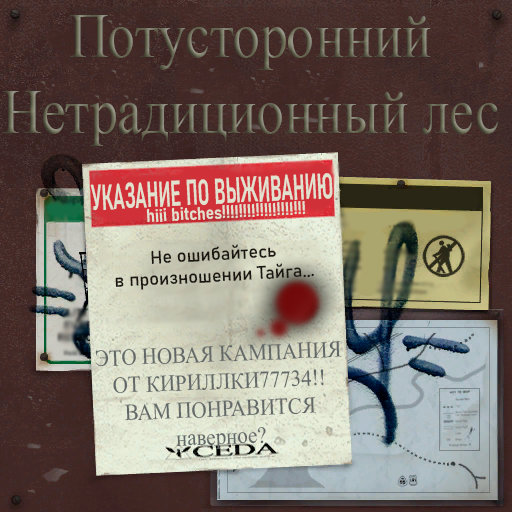 Потусторонний
Нетрадиционный лес
УКАЗАНИЕ ПО ВЫЖИВАНИЮ
hiii bitches!!!!!!!!!!!!!!!!!!!!
Не ошибайтесь
в произношении Тайга...
ЭТО НОВАЯ КАМПАНИЯ
ОТ КИРИЛЛКИ77734!!
ВАМ ПОНРАВИТСЯ
наверное?
CEDA